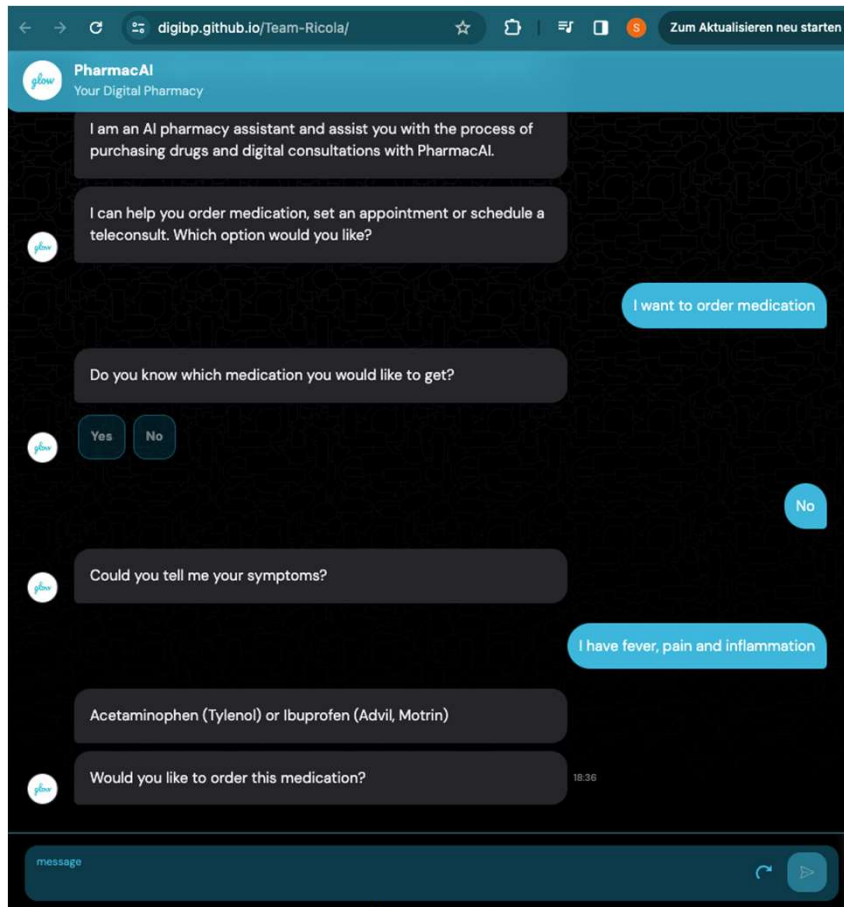 digibp.github.io/Team-Ricola/
S
Zum Aktualisieren neu starten
glow
PharmacAI
Your Digital Pharmacy
I am an AI pharmacy assistant and assist you with the process of
purchasing drugs and digital consultations with PharmacAI.
I can help you order medication, set an appointment or schedule a
teleconsult. Which option would you like?
glow
I want to order medication
Do you know which medication you would like to get?
Yes
No
glow
No
Could you tell me your symptoms?
glow
I have fever, pain and inflammation
Acetaminophen (Tylenol) or Ibuprofen (Advil, Motrin)
Would you like to order this medication?
18:36
glow
message